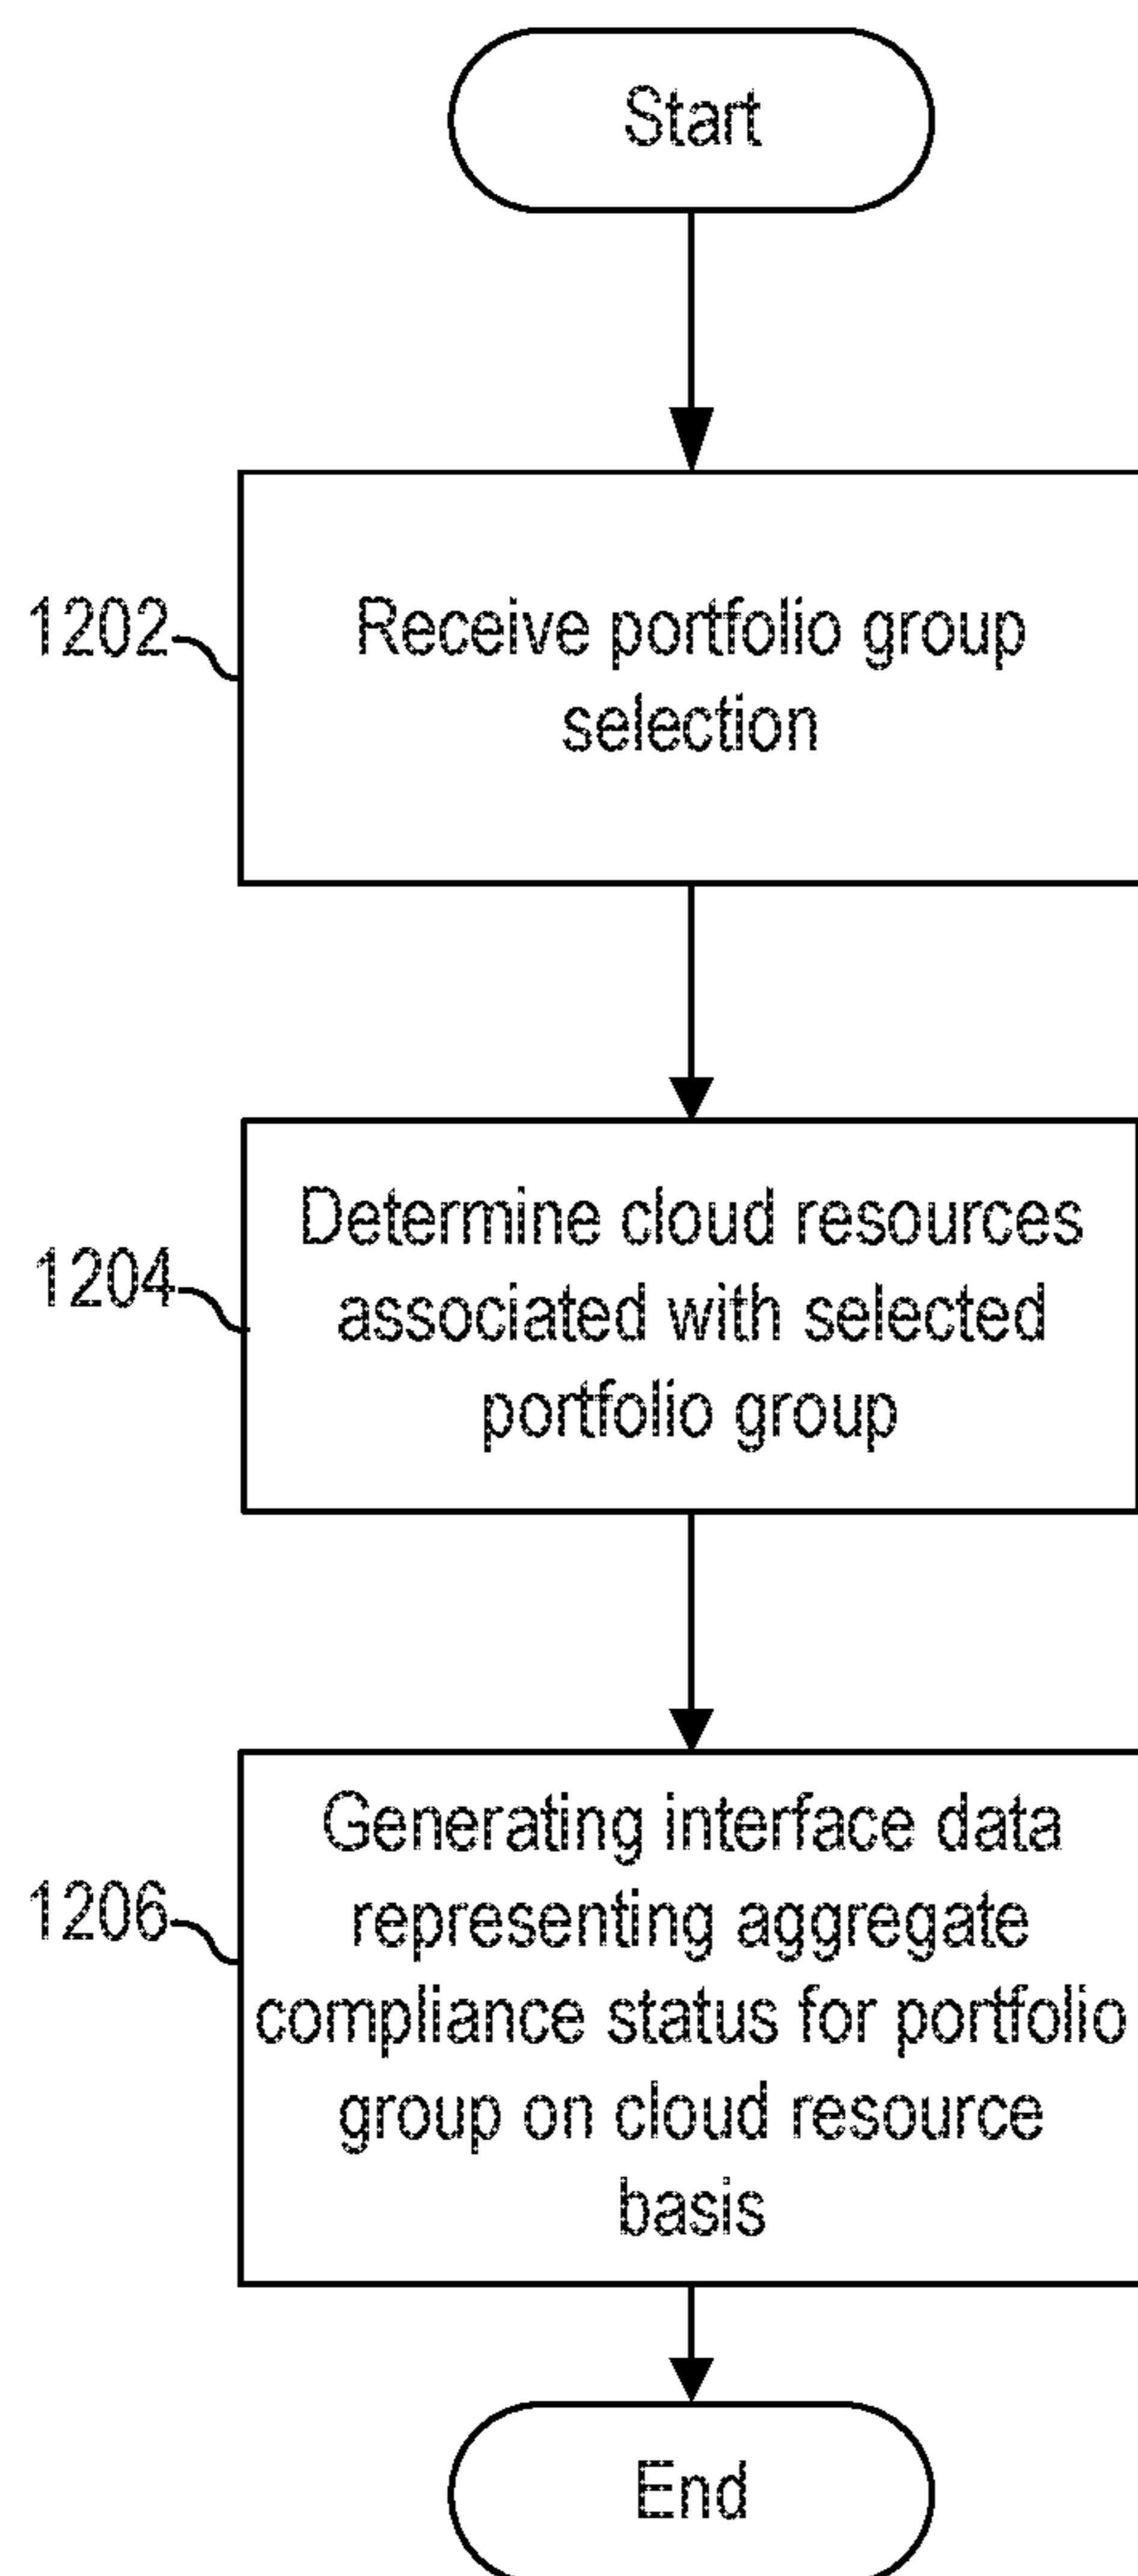 Start
1202
Receive portfolio group
selection
1204
Determine cloud resources
associated with selected
portfolio group
1206
Generating interface data
representing aggregate
compliance status for portfolio
group on cloud resource
basis
End